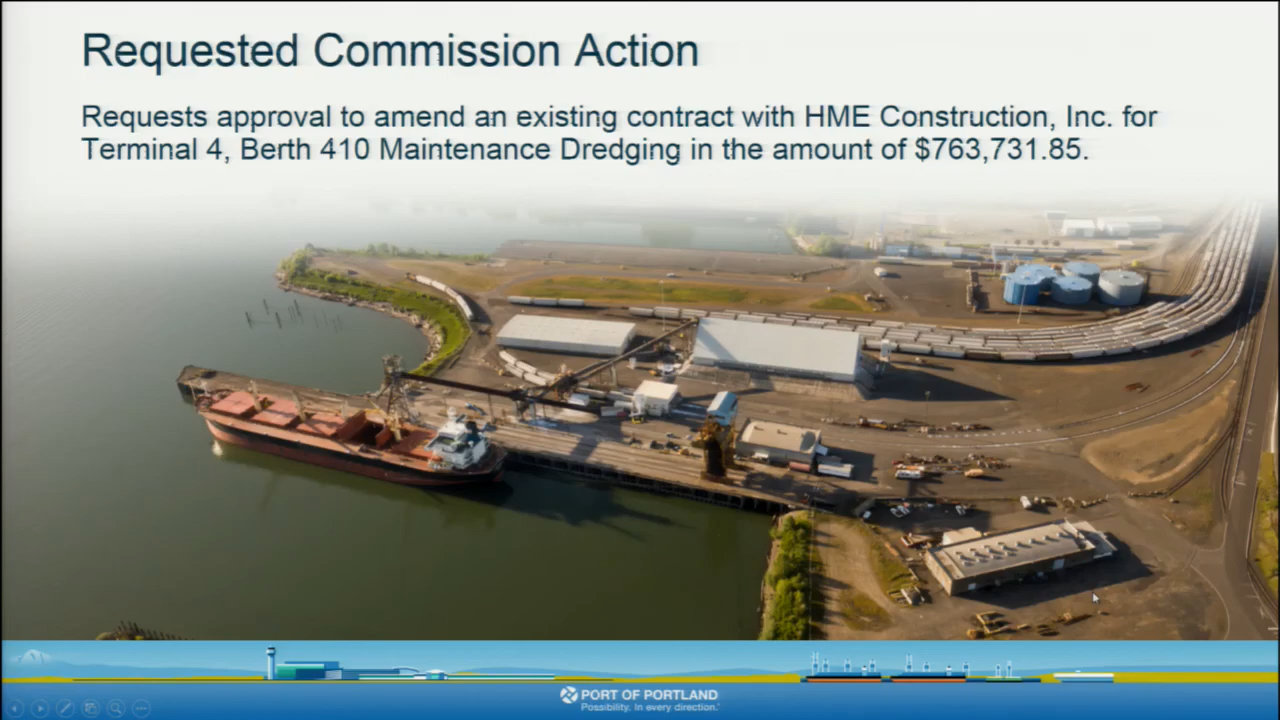 Requested Commission Action
Requests approval to amend an existing contract with HME Construction, Inc. for
Terminal 4, Berth 410 Maintenance Dredging in the amount of $763,731.85.
PORT OF PORTLAND
Possibility. In every direction.